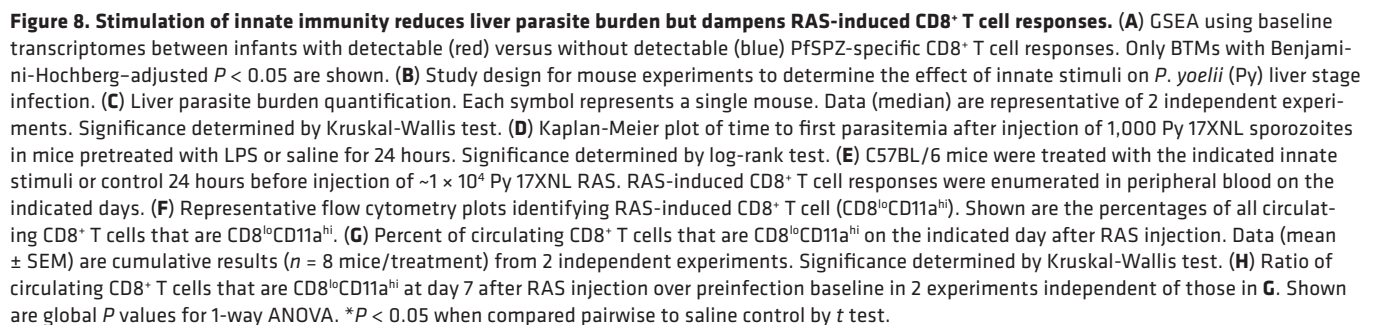 Figure 8. Stimulation of innate immunity reduces liver parasite burden but dampens RAS-induced CD8⁺ T cell responses. (A) GSEA using baseline
transcriptomes between infants with detectable (red) versus without detectable (blue) PfSPZ-specific CD8⁺ T cell responses. Only BTMs with Benjami-
ni-Hochberg–adjusted P < 0.05 are shown. (B) Study design for mouse experiments to determine the effect of innate stimuli on P. yoelii (Py) liver stage
infection. (C) Liver parasite burden quantification. Each symbol represents a single mouse. Data (median) are representative of 2 independent experi-
ments. Significance determined by Kruskal-Wallis test. (D) Kaplan-Meier plot of time to first parasitemia after injection of 1,000 Py 17XNL sporozoites
in mice pretreated with LPS or saline for 24 hours. Significance determined by log-rank test. (E) C57BL/6 mice were treated with the indicated innate
stimuli or control 24 hours before injection of ~1 × 10⁴ Py 17XNL RAS. RAS-induced CD8⁺ T cell responses were enumerated in peripheral blood on the
indicated days. (F) Representative flow cytometry plots identifying RAS-induced CD8⁺ T cell (CD8ˡᵒCD11aʰⁱ). Shown are the percentages of all circulat-
ing CD8⁺ T cells that are CD8ˡᵒCD11aʰⁱ. (G) Percent of circulating CD8⁺ T cells that are CD8ˡᵒCD11aʰⁱ on the indicated day after RAS injection. Data (mean
± SEM) are cumulative results (n = 8 mice/treatment) from 2 independent experiments. Significance determined by Kruskal-Wallis test. (H) Ratio of
circulating CD8⁺ T cells that are CD8ˡᵒCD11aʰⁱ at day 7 after RAS injection over preinfection baseline in 2 experiments independent of those in G. Shown
are global P values for 1-way ANOVA. *P < 0.05 when compared pairwise to saline control by t test.